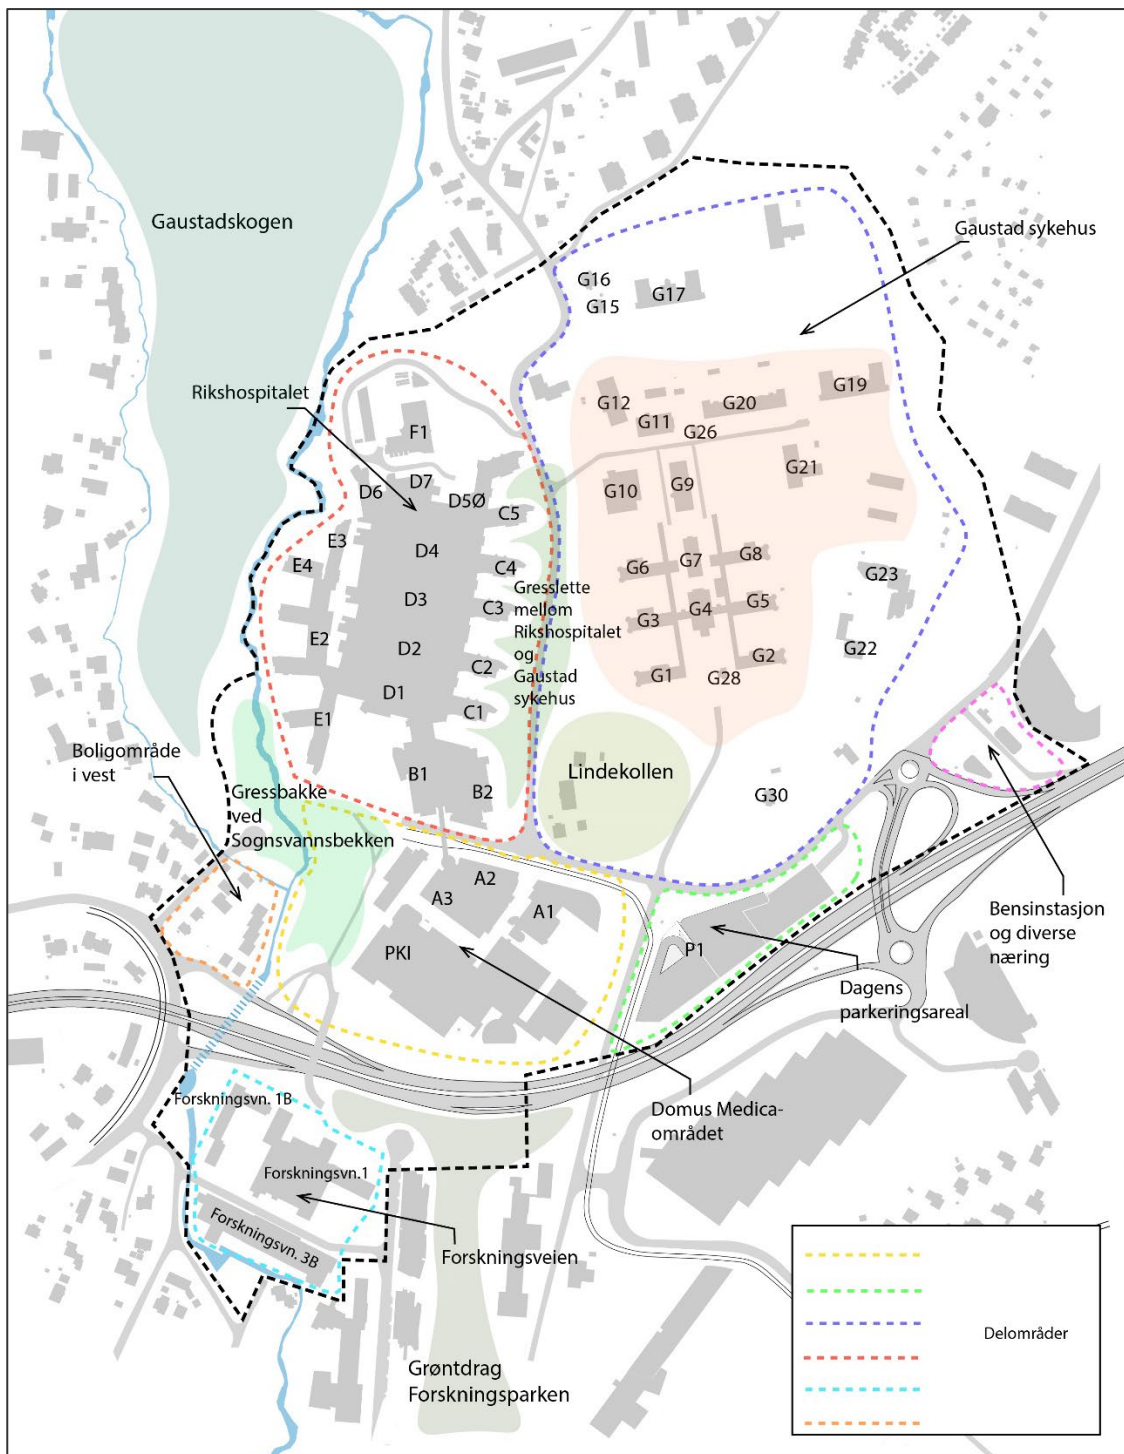 Gaustadskogen
Gaustad sykehus
G16
G15
G17
Rikshospitalet
G12
G11
G20
G19
G26
F1
G21
D6
D7
D5Ø
C5
G10
G9
E3
E4
D4
C4
G6
G7
G8
G23
D3
C3
G3
G4
G5
Gresslette
mellom
Rikshospitalet
og
Gaustad
sykehus
E2
D2
C2
G1
G28
G2
G22
D1
E1
C1
Boligområde
i vest
B1
B2
Lindekollen
G30
Gressbakke
ved
Sognsvannsbekken
A2
A3
A1
PKI
P1
Bensinstasjon
og diverse
næring
Dagens
parkeringsareal
Forskningsvn. 1B
Domus Medica-
området
Forskningsvn.1
Forskningsvn. 3B
Forskningsveien
Grøntdrag
Forskningsparken
Delområder